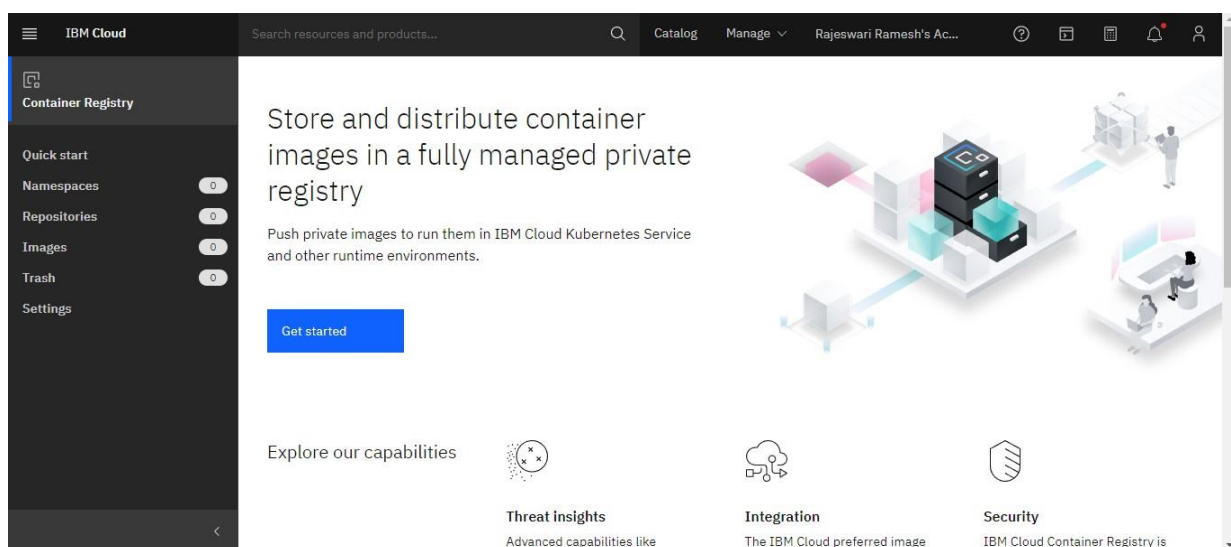 IBM Cloud
Search resources and products...
Catalog
Manage
Rajeswari Ramesh's Ac...
Container Registry
Quick start
Namespaces 0
Repositories 0
Images 0
Trash 0
Settings
Store and distribute container
images in a fully managed private
registry
Push private images to run them in IBM Cloud Kubernetes Service
and other runtime environments.
Get started
Explore our capabilities
Threat insights
Advanced capabilities like
Integration
The IBM Cloud preferred image
Security
IBM Cloud Container Registry is